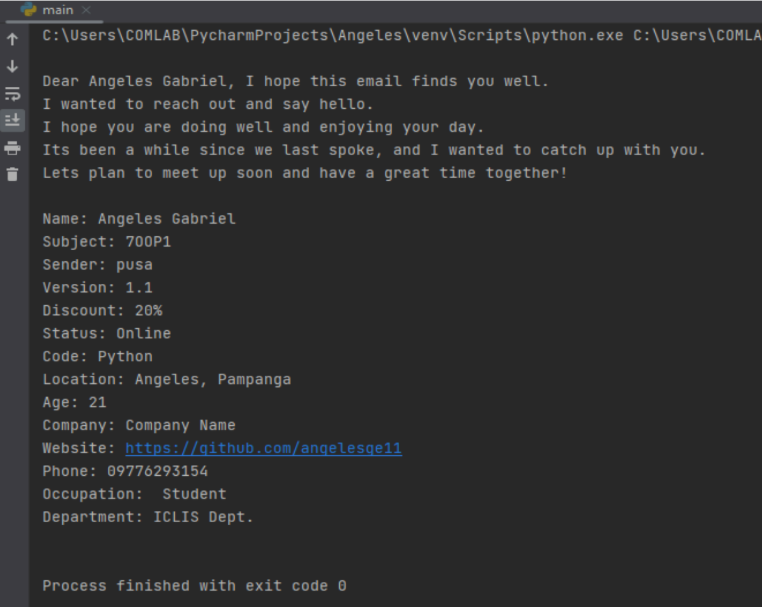 main
C:\Users\COMLAB\PycharmProjects\Angeles\venv\Scripts\python.exe C:\Users\COMLA
Dear Angeles Gabriel, I hope this email finds you well.
I wanted to reach out and say hello.
I hope you are doing well and enjoying your day.
Its been a while since we last spoke, and I wanted to catch up with you.
Lets plan to meet up soon and have a great time together!
Name: Angeles Gabriel
Subject: 7OOP1
Sender: pusa
Version: 1.1
Discount: 20%
Status: Online
Code: Python
Location: Angeles, Pampanga
Age: 21
Company: Company Name
Website: https://github.com/angelesge11
Phone: 09776293154
Occupation:  Student
Department: ICLIS Dept.
Process finished with exit code 0